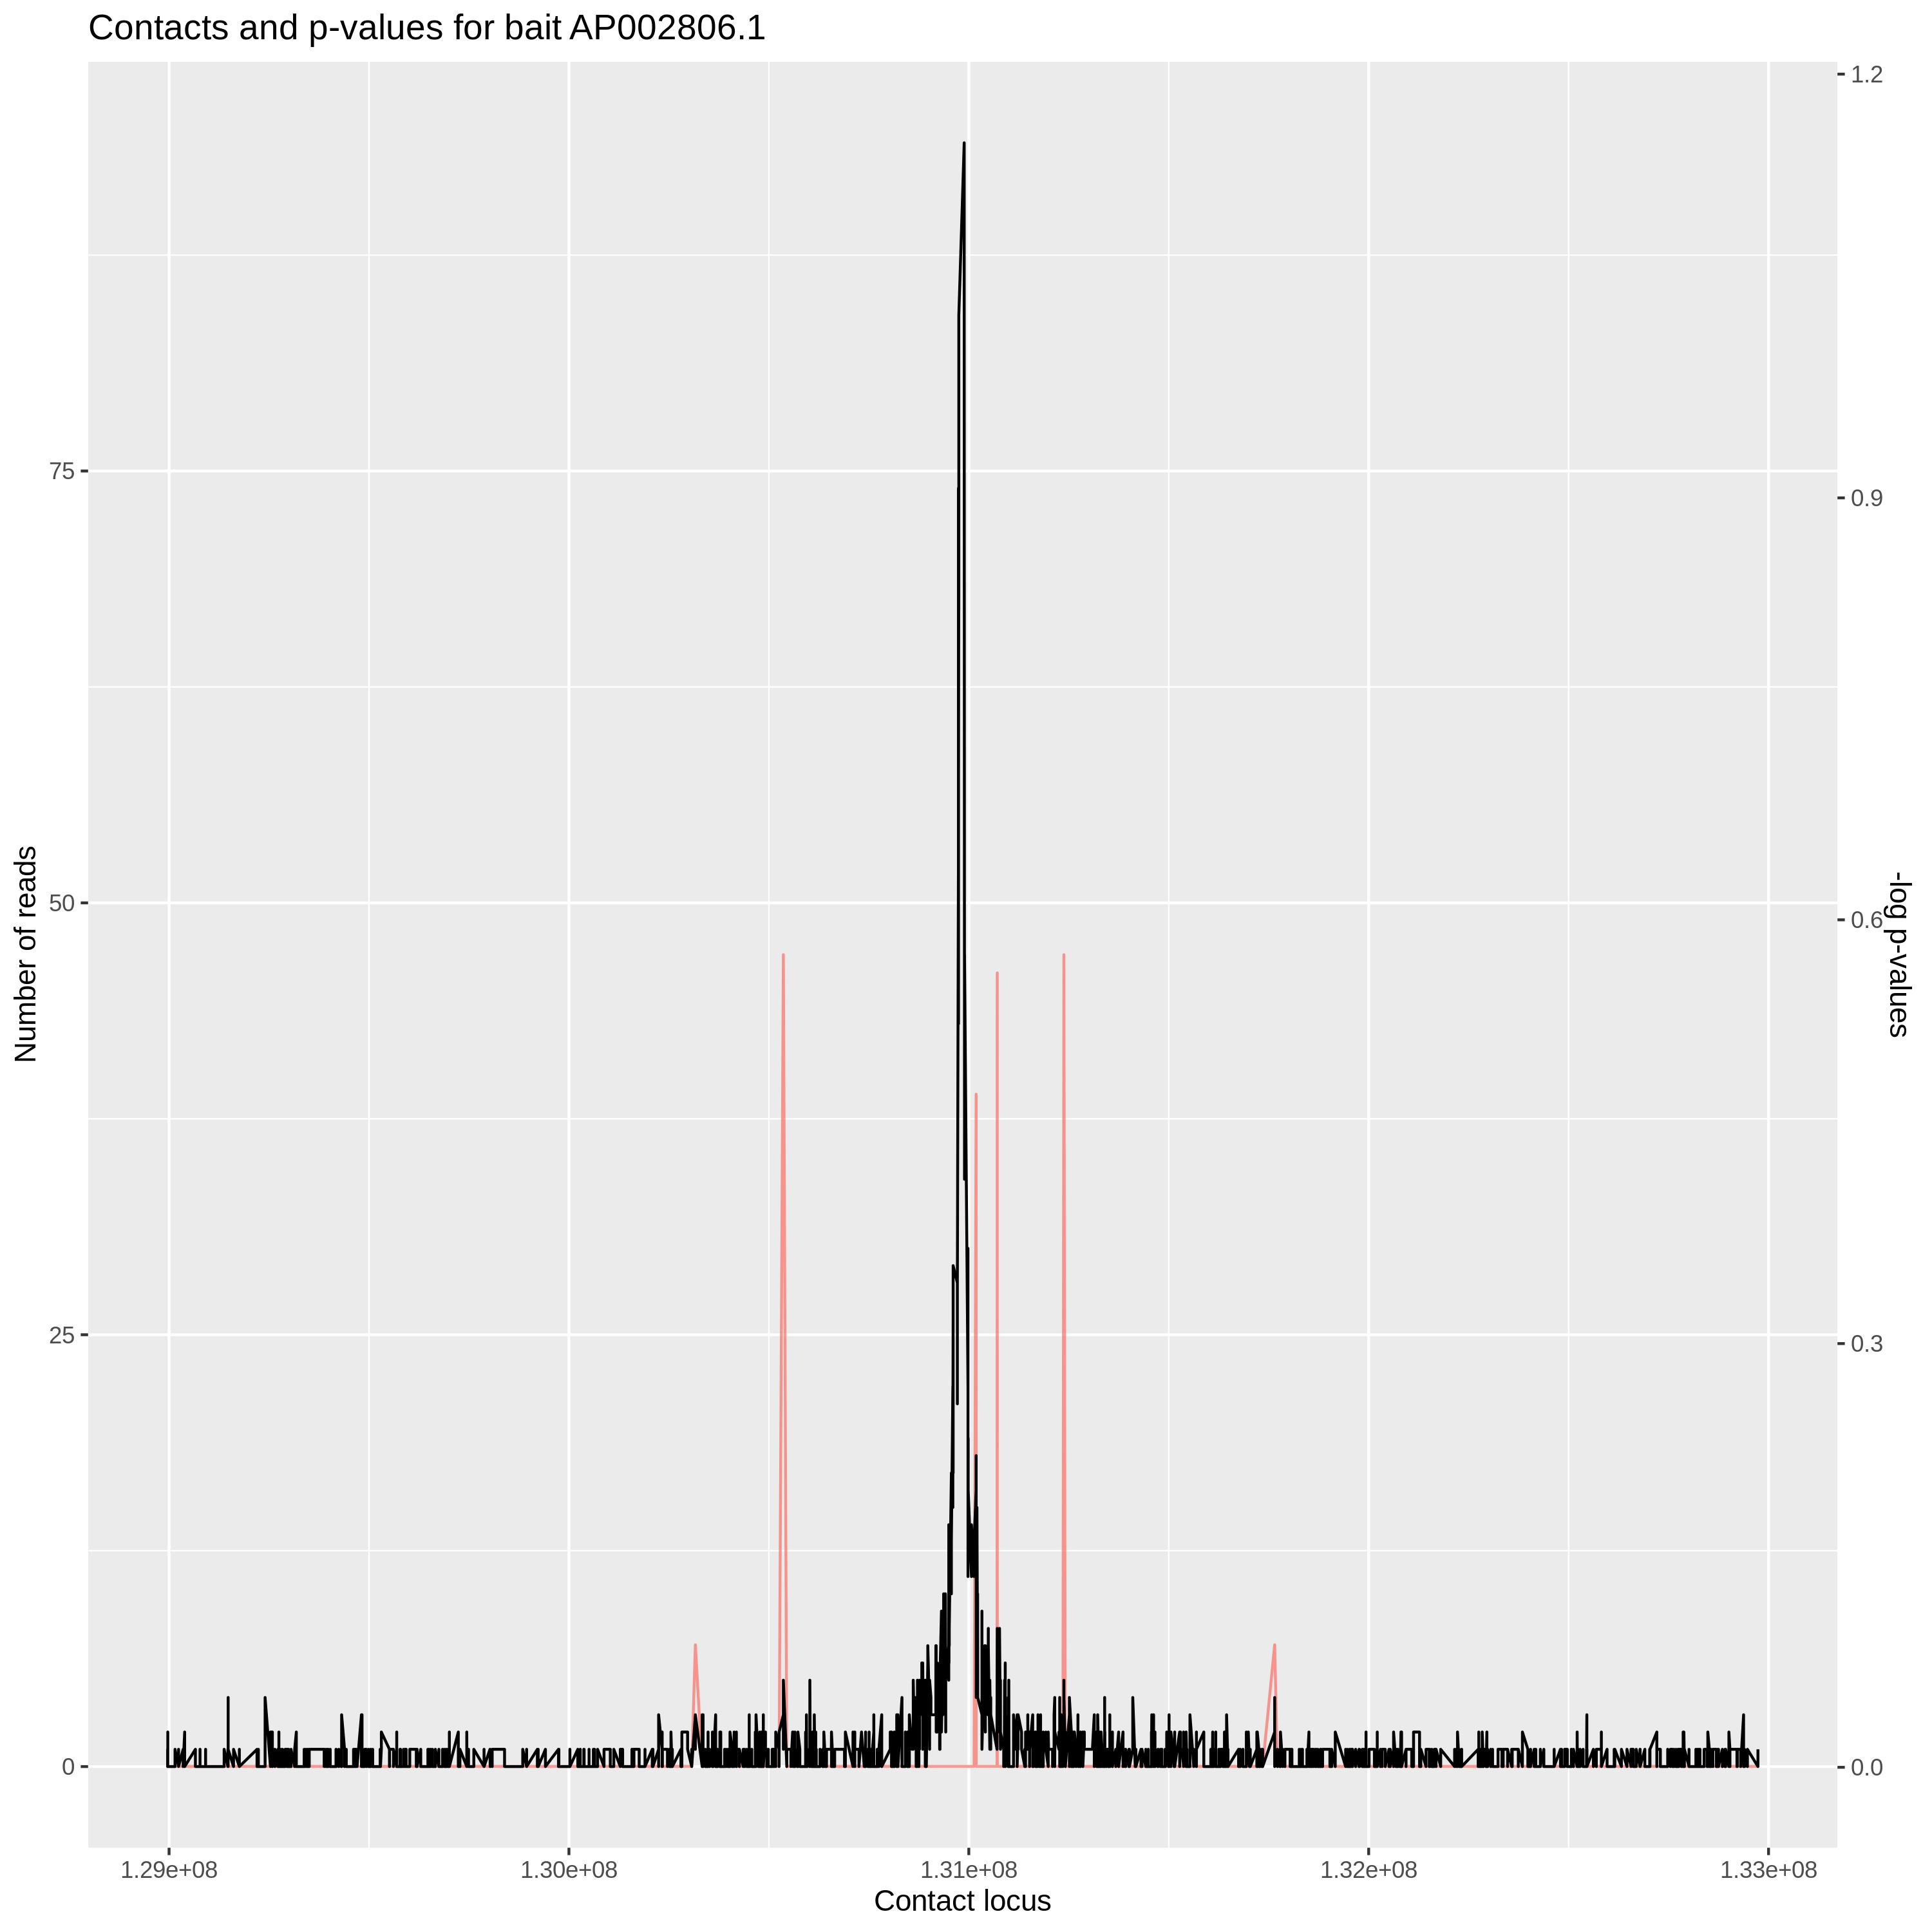 Contacts and p-values for bait AP002806.1
1.2
75
0.9
Number of reads
50
0.6
-log p-values
25
0.3
0
0.0
1.29e+08 1.30e+08 1.31e+08 1.32e+08 1.33e+08
Contact locus